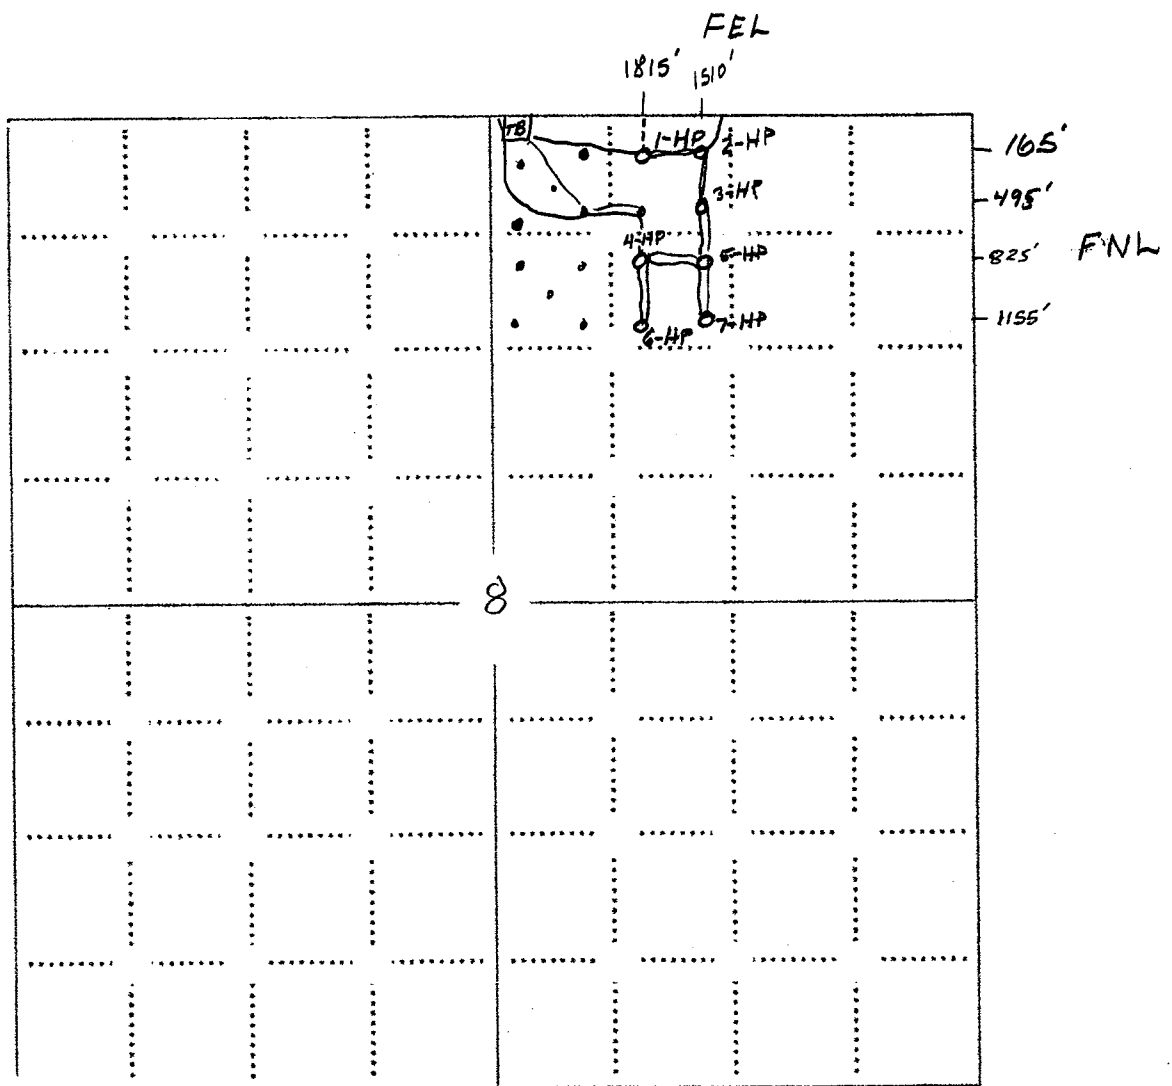 FEL
1815' 1510'
TB 1-HP 2-HP 165'
3-HP 495'
4-HP 5-HP 825' FNL
6-HP 7-HP 1155'
8